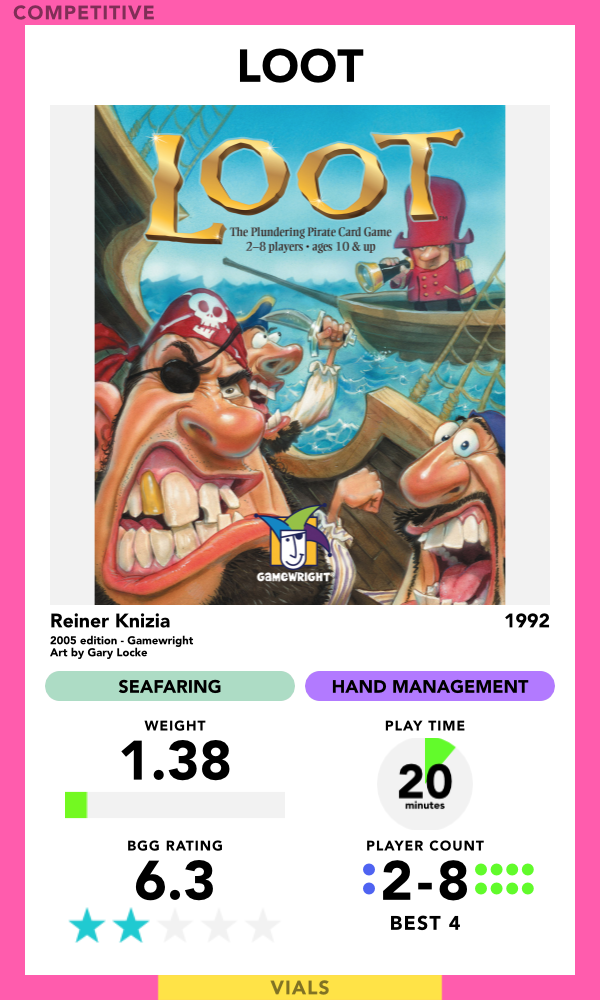 COMPETITIVE
LOOT
LOOT
The Plundering Pirate Card Game
2–8 players • ages 10 & up
GAMEWRIGHT
Reiner Knizia
1992
2005 edition - Gamewright
Art by Gary Locke
SEAFARING
HAND MANAGEMENT
WEIGHT
1.38
PLAY TIME
20
minutes
BGG RATING
6.3
PLAYER COUNT
2-8
BEST 4
VIALS